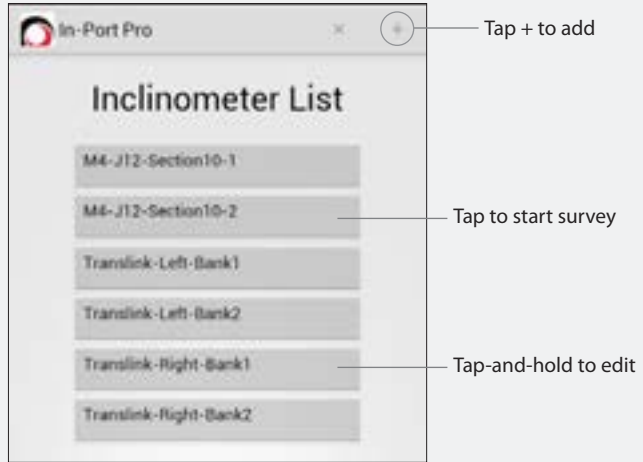 In-Port Pro × + Tap + to add
Inclinometer List
M4-J12-Section10-1
M4-J12-Section10-2 Tap to start survey
Translink-Left-Bank1
Translink-Left-Bank2
Translink-Right-Bank1 Tap-and-hold to edit
Translink-Right-Bank2